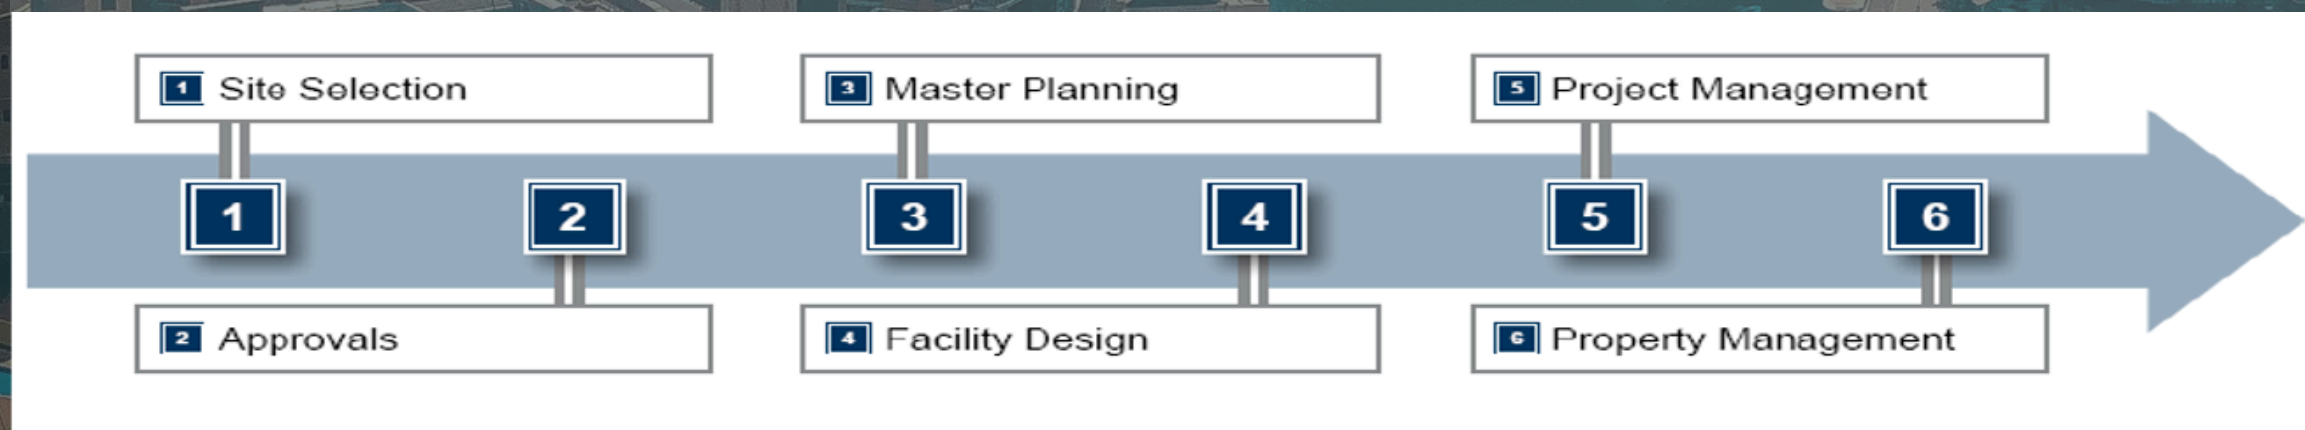 1 Site Selection
3 Master Planning
5 Project Management
1 2 3 4 5 6
2 Approvals
4 Facility Design
6 Property Management